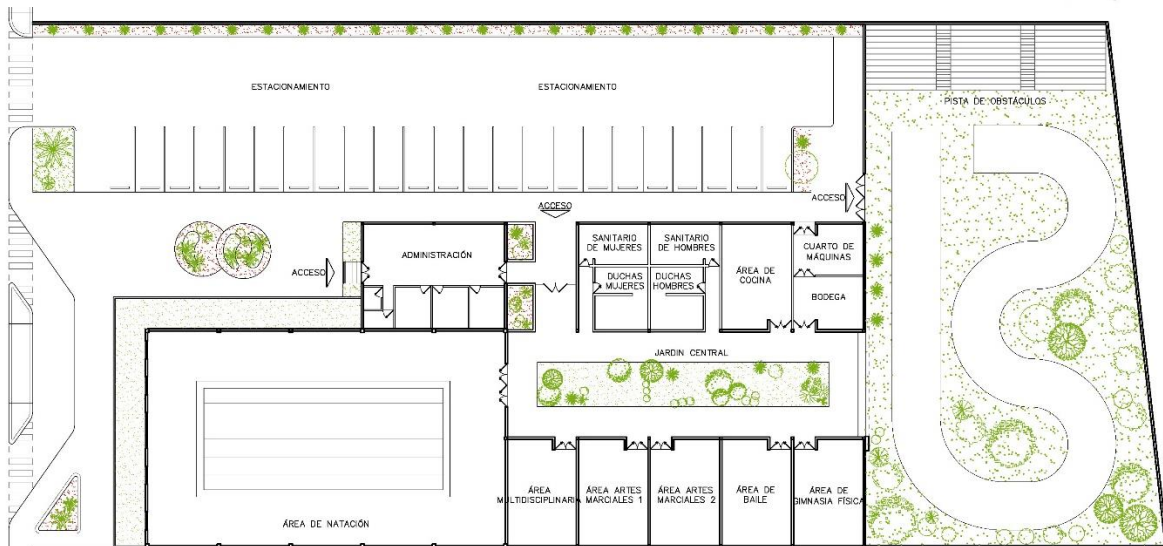 ESTACIONAMIENTO
ESTACIONAMIENTO
PISTA DE OBSTÁCULOS
ACCESO
ACCESO
SANITARIO
DE MUJERES
SANITARIO
DE HOMBRES
CUARTO DE
MÁQUINAS
ADMINISTRACIÓN
ACCESO
ÁREA DE
COCINA
DUCHAS
MUJERES
DUCHAS
HOMBRES
BODEGA
JARDIN CENTRAL
ÁREA
MULTIDISCIPLINARIA
ÁREA ARTES
MARCIALES 1
ÁREA ARTES
MARCIALES 2
ÁREA DE
BAILE
ÁREA DE
GIMNASIA FÍSICA
ÁREA DE NATACIÓN